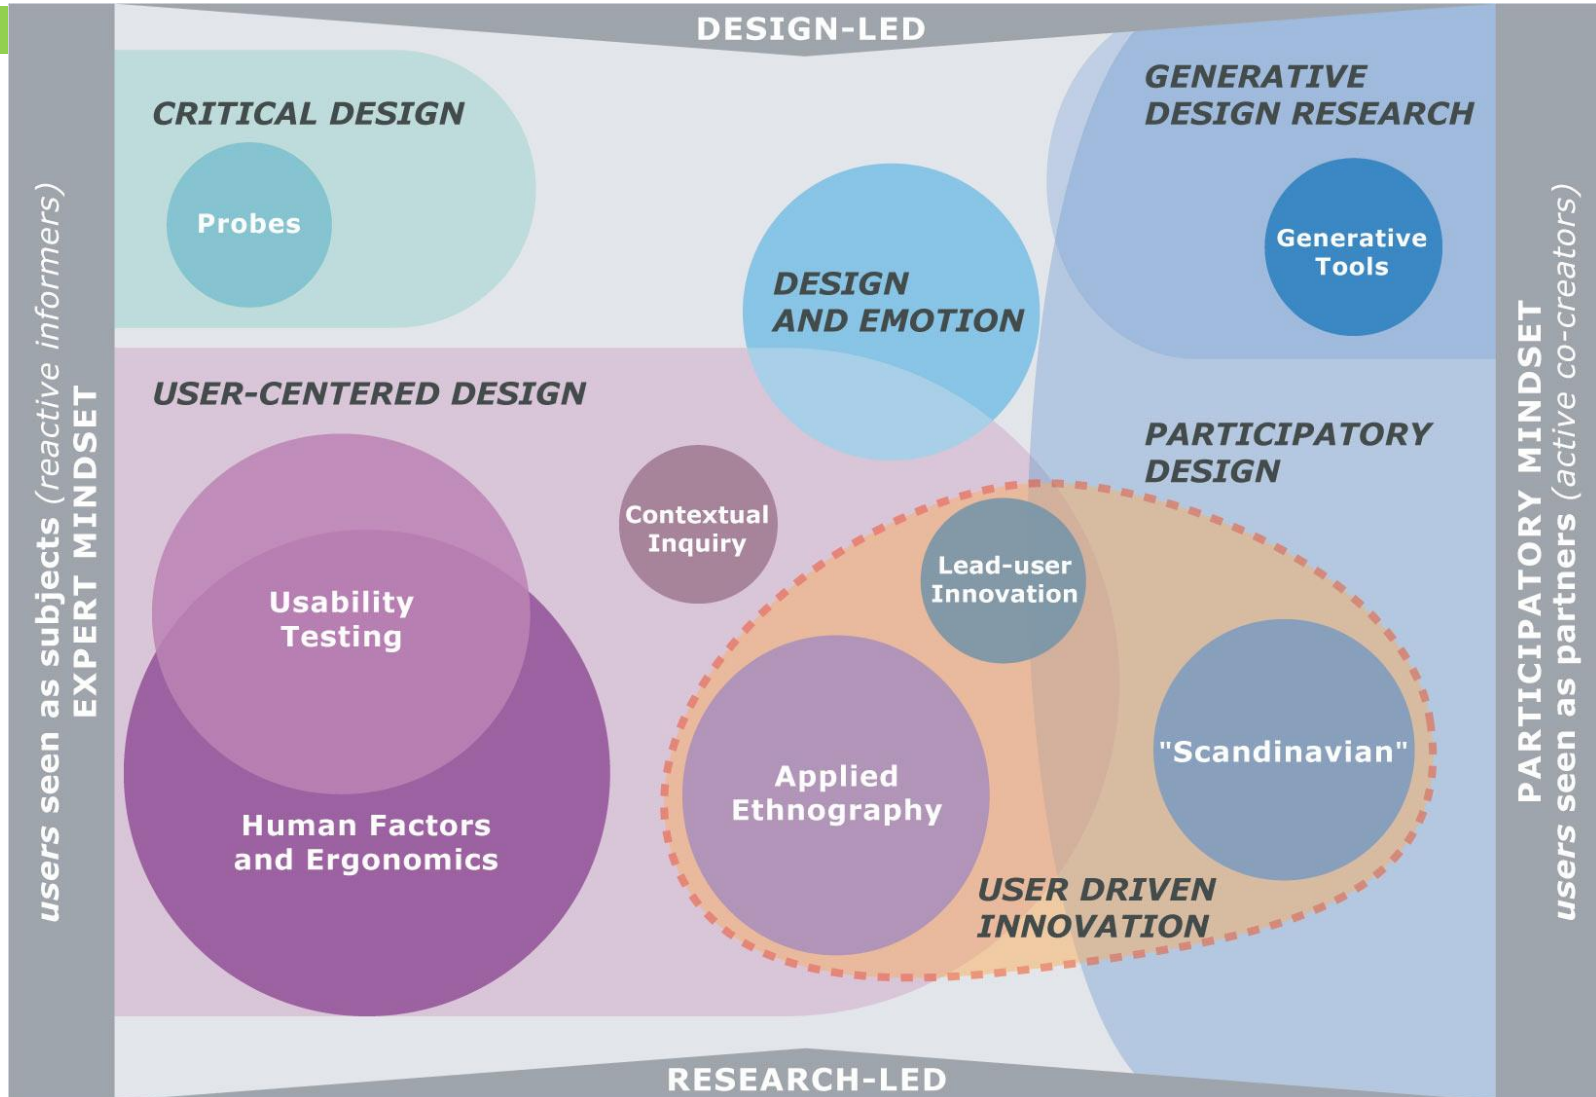 DESIGN-LED
users seen as subjects (reactive informers)
EXPERT MINDSET
CRITICAL DESIGN
Probes
GENERATIVE
DESIGN RESEARCH
Generative
Tools
DESIGN
AND EMOTION
USER-CENTERED DESIGN
Usability
Testing
Human Factors
and Ergonomics
Contextual
Inquiry
PARTICIPATORY
DESIGN
Lead-user
Innovation
Applied
Ethnography
"Scandinavian"
USER DRIVEN
INNOVATION
PARTICIPATORY MINDSET
users seen as partners (active co-creators)
RESEARCH-LED